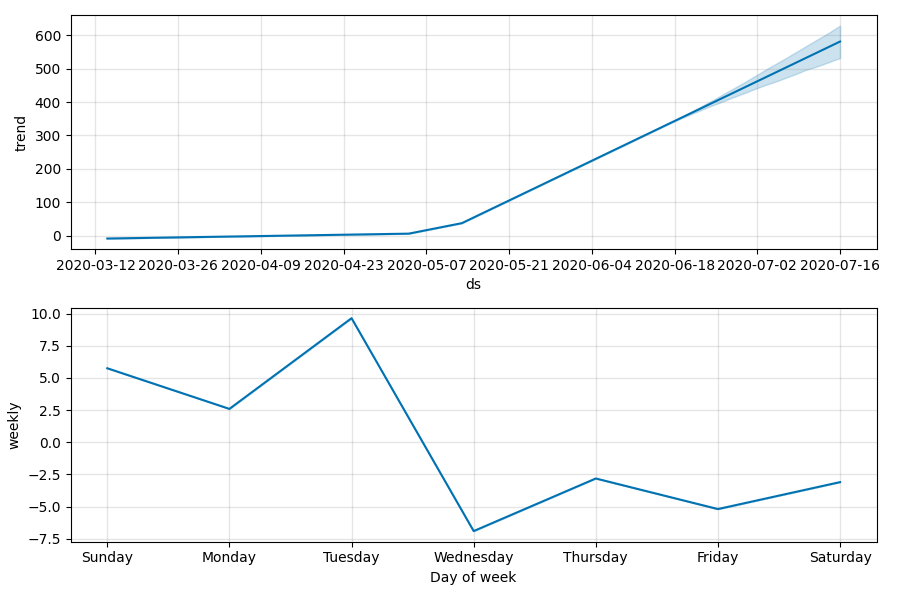 600
500
400
300
200
100
0
trend
2020-03-12 2020-03-26 2020-04-09 2020-04-23 2020-05-07 2020-05-21 2020-06-04 2020-06-18 2020-07-02 2020-07-16
ds
10.0
7.5
5.0
2.5
0.0
−2.5
−5.0
−7.5
weekly
Sunday Monday Tuesday Wednesday Thursday Friday Saturday
Day of week